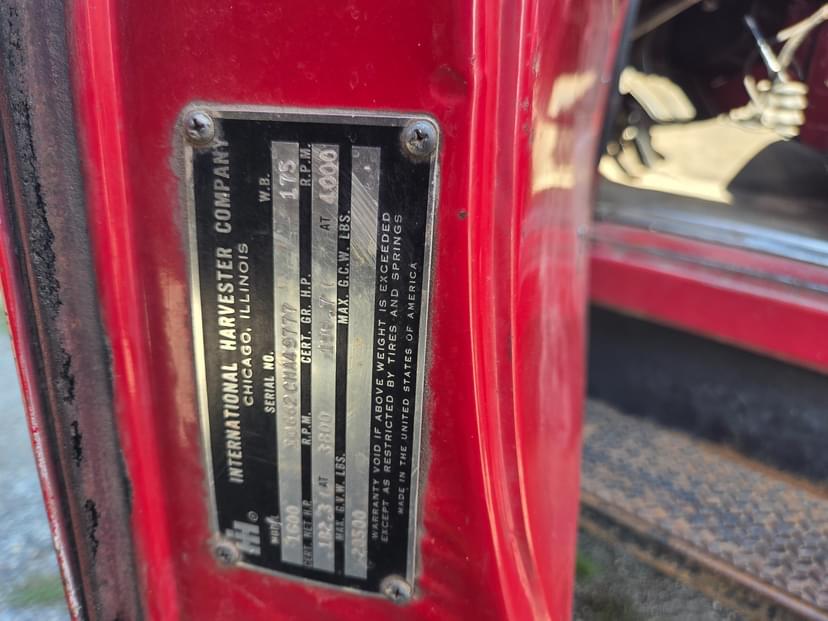 INTERNATIONAL HARVESTER COMPANY
CHICAGO, ILLINOIS
MODEL SERIAL NO. W.B.
1600 175
CERT. NET H.P. R.P.M. CERT. GR. H.P. R.P.M.
AT 3800 AT 4000
MAX. G.V.W. LBS. MAX. G.C.W. LBS.
WARRANTY VOID IF ABOVE WEIGHT IS EXCEEDED
EXCEPT AS RESTRICTED BY TIRES AND SPRINGS
MADE IN THE UNITED STATES OF AMERICA